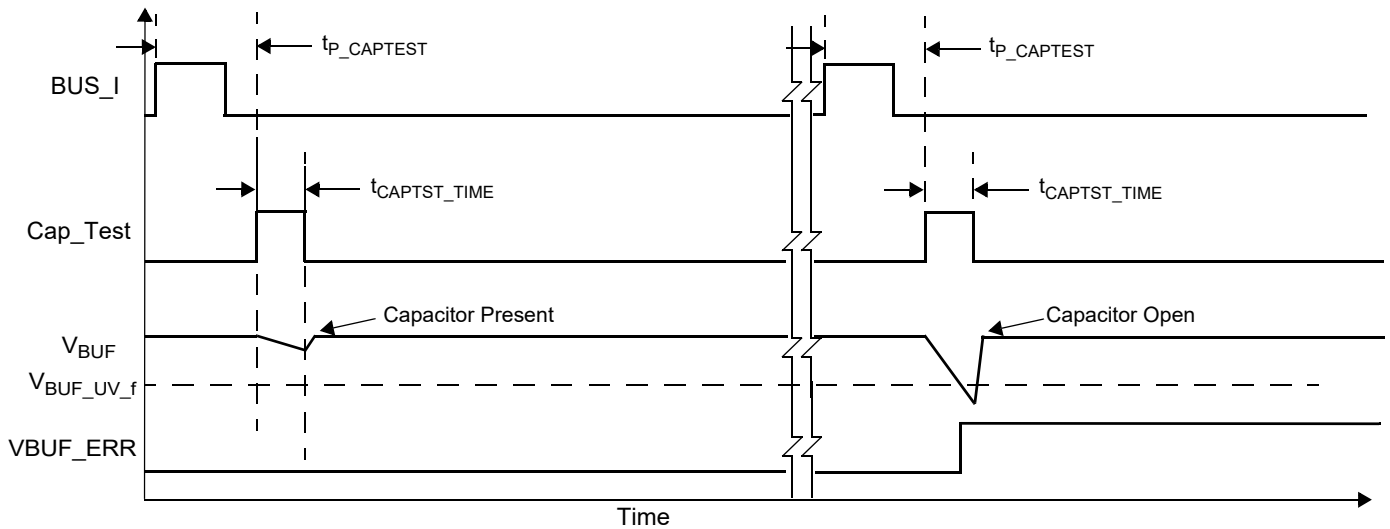 tP_CAPTEST
tP_CAPTEST
BUS_I
tCAPTST_TIME
tCAPTST_TIME
Cap_Test
Capacitor Present
Capacitor Open
VBUF
VBUF_UV_f
VBUF_ERR
Time